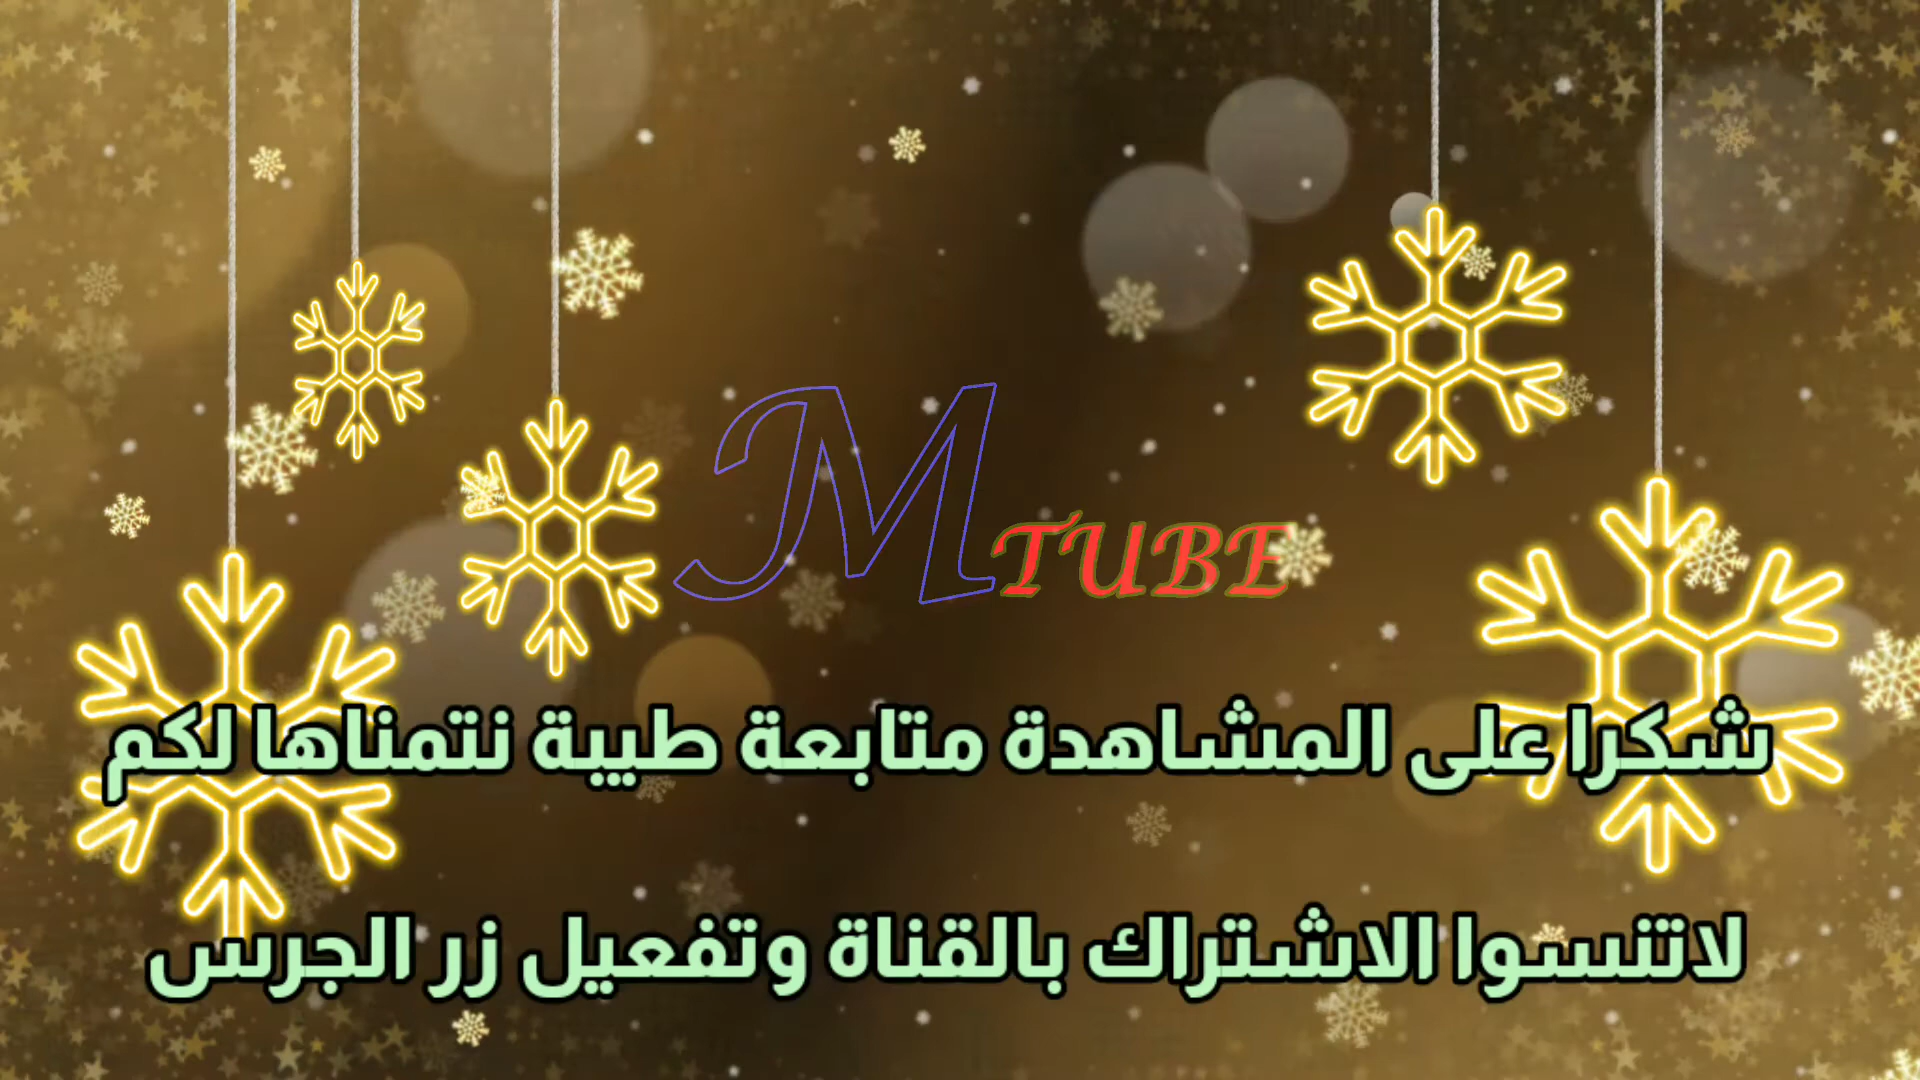 M TUBE
شكرا على المشاهدة متابعة طيبة نتمناها لكم
لاتنسوا الاشتراك بالقناة وتفعيل زر الجرس